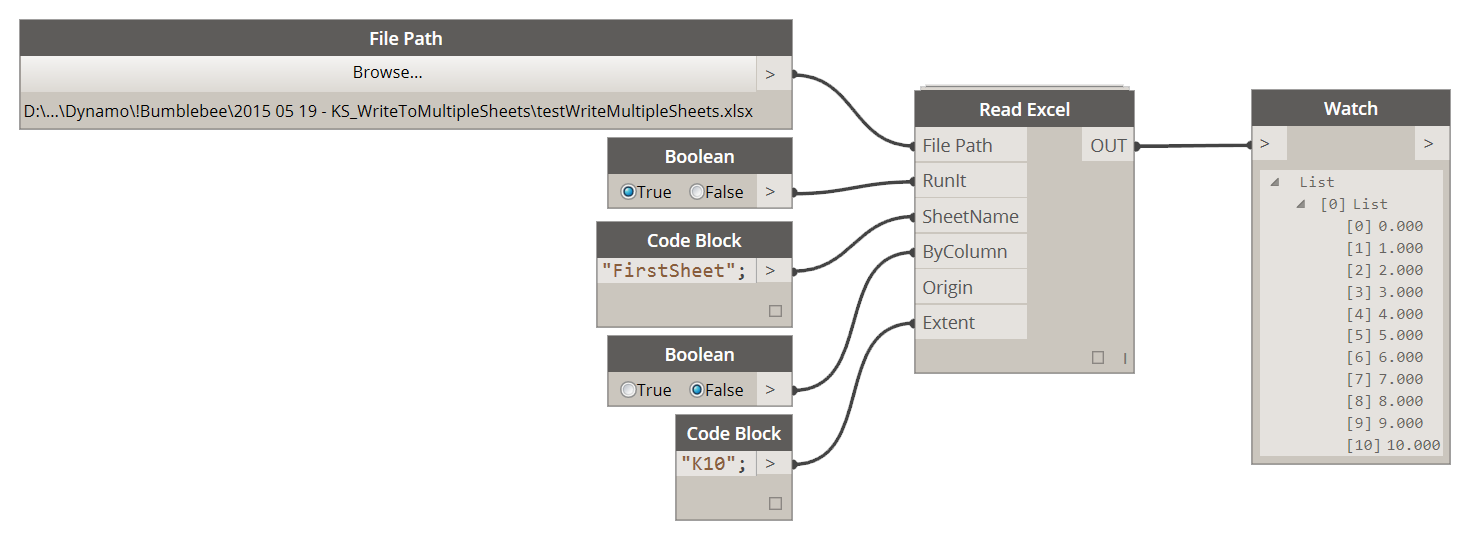 File Path
Browse...
>
D:\...\Dynamo\!Bumblebee\2015 05 19 - KS_WriteToMultipleSheets\testWriteMultipleSheets.xlsx
Boolean
True False >
Code Block
"FirstSheet"; >
Boolean
True False >
Code Block
"K10"; >
Read Excel
File Path OUT
RunIt
SheetName
ByColumn
Origin
Extent
I
Watch
> >
List
[0] List
[0] 0.000
[1] 1.000
[2] 2.000
[3] 3.000
[4] 4.000
[5] 5.000
[6] 6.000
[7] 7.000
[8] 8.000
[9] 9.000
[10] 10.000